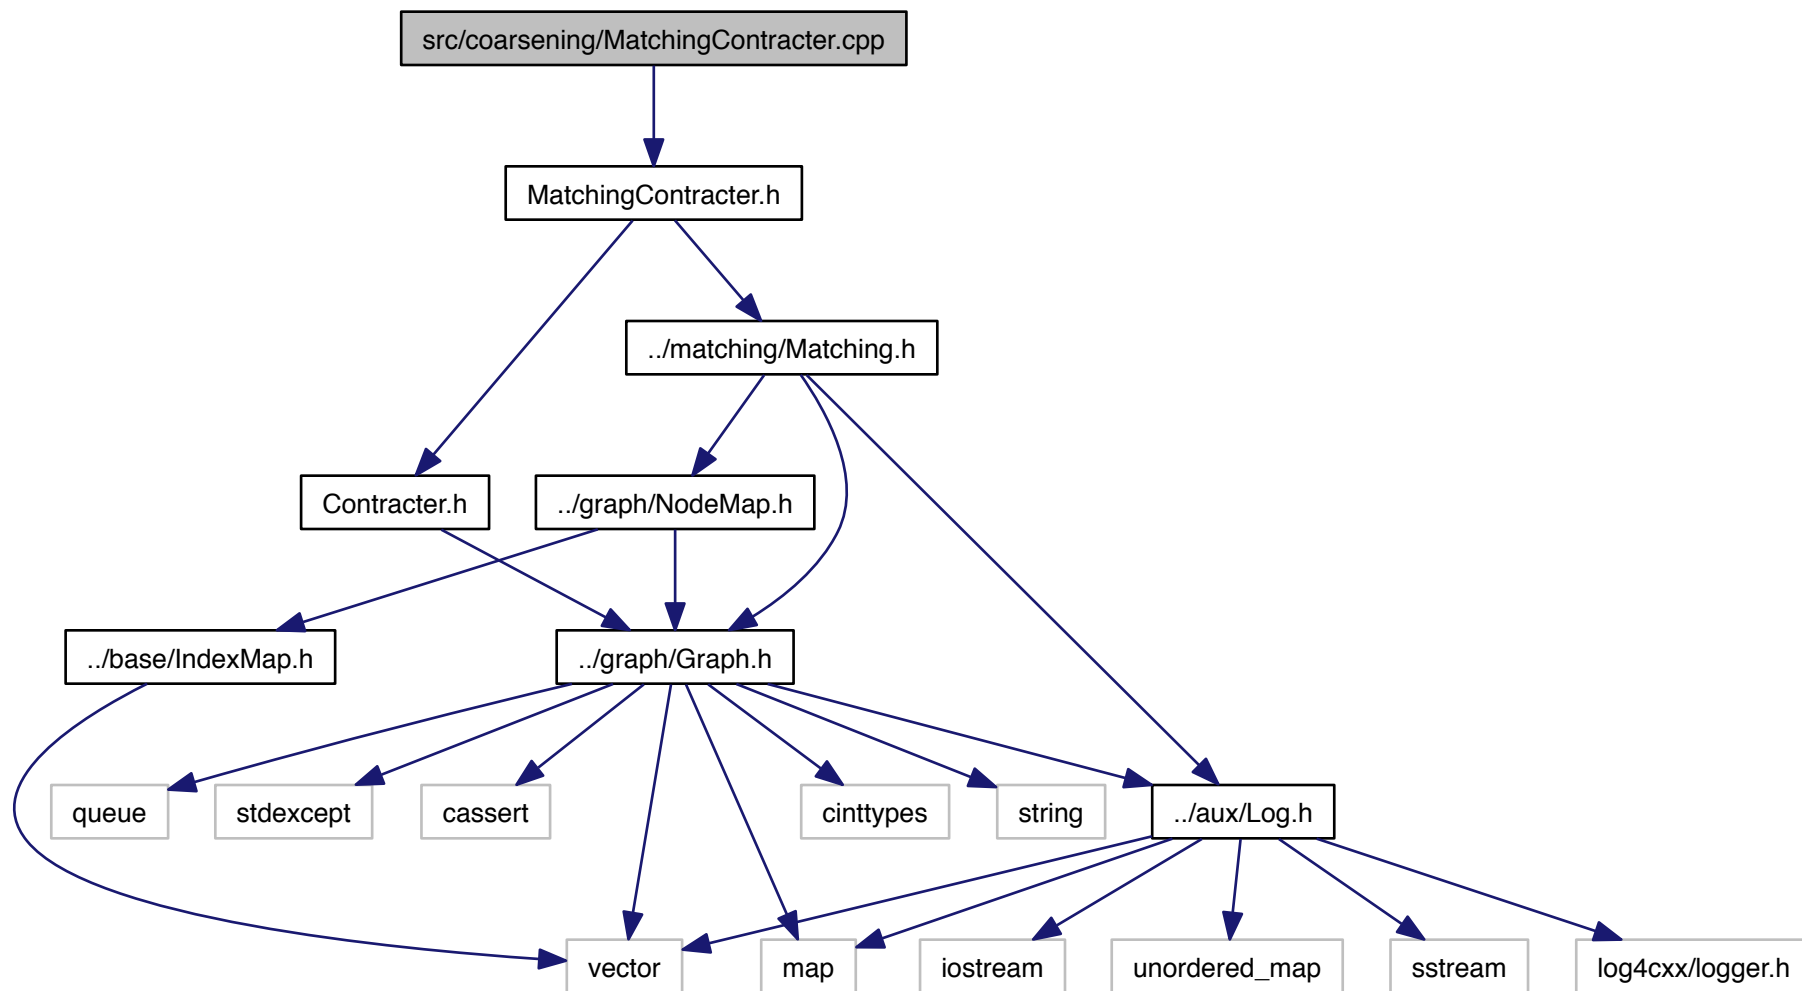 src/coarsening/MatchingContracter.cpp
MatchingContracter.h
../matching/Matching.h
Contracter.h
../graph/NodeMap.h
../base/IndexMap.h
../graph/Graph.h
queue
stdexcept
cassert
cinttypes
string
../aux/Log.h
vector
map
iostream
unordered_map
sstream
log4cxx/logger.h